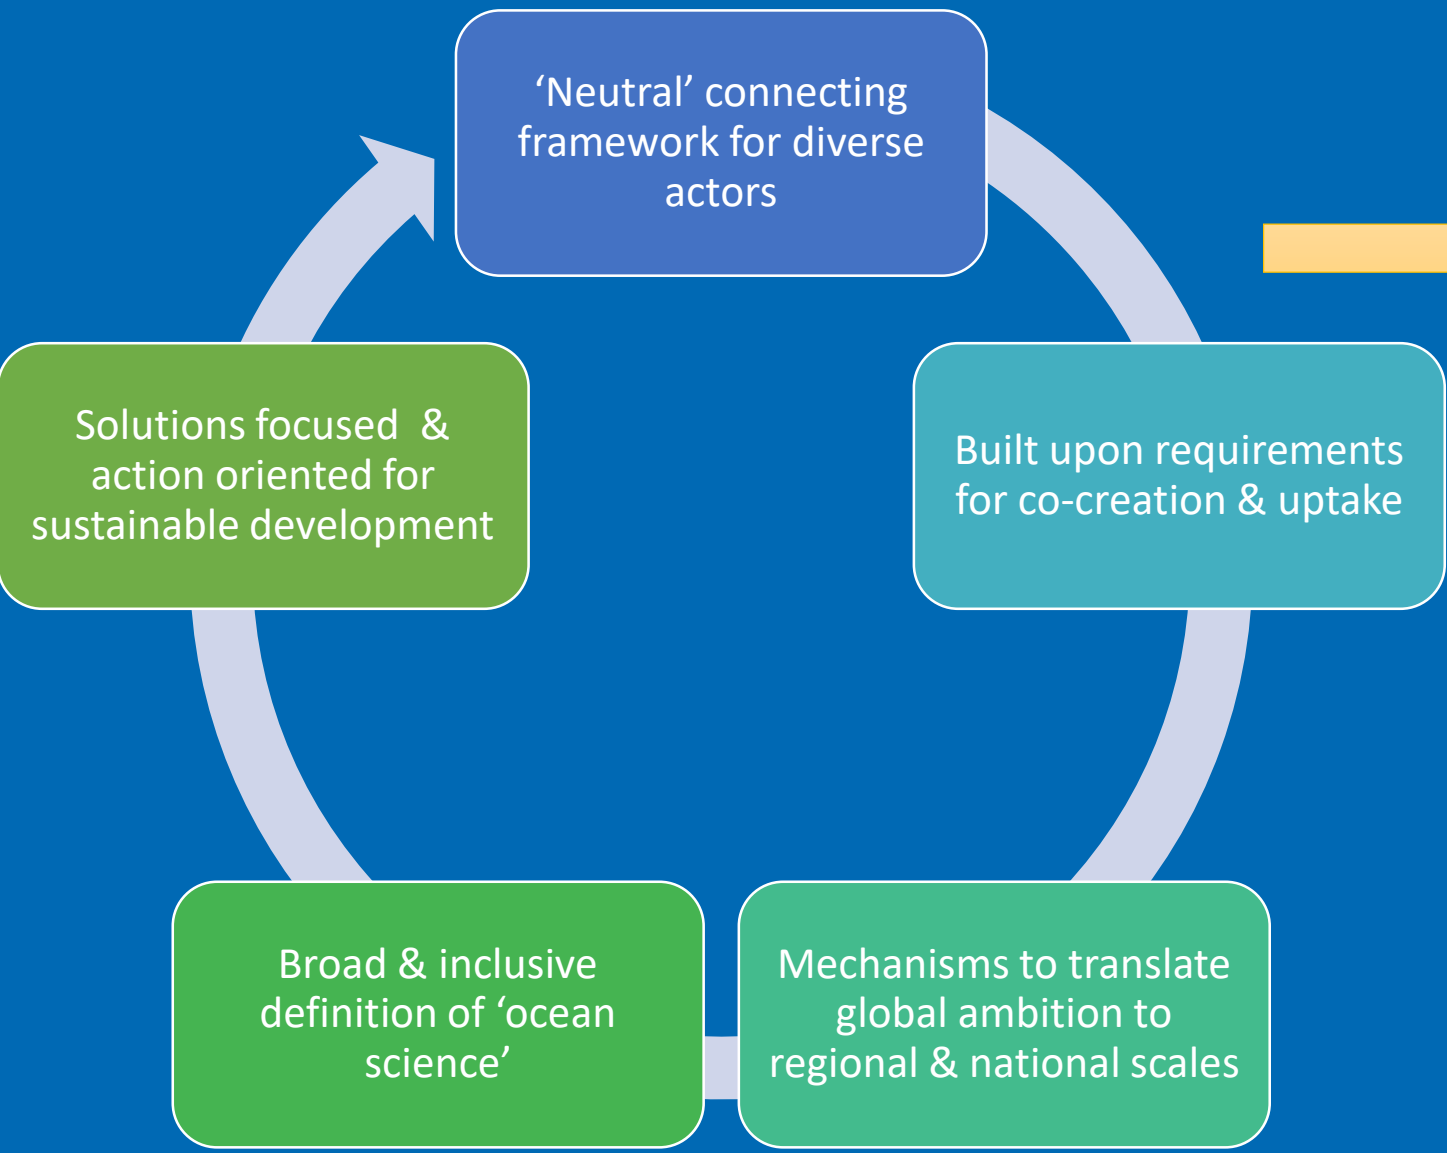 ‘Neutral’ connecting
framework for diverse
actors
Built upon requirements
for co-creation & uptake
Mechanisms to translate
global ambition to
regional & national scales
Broad & inclusive
definition of ‘ocean
science’
Solutions focused  &
action oriented for
sustainable development